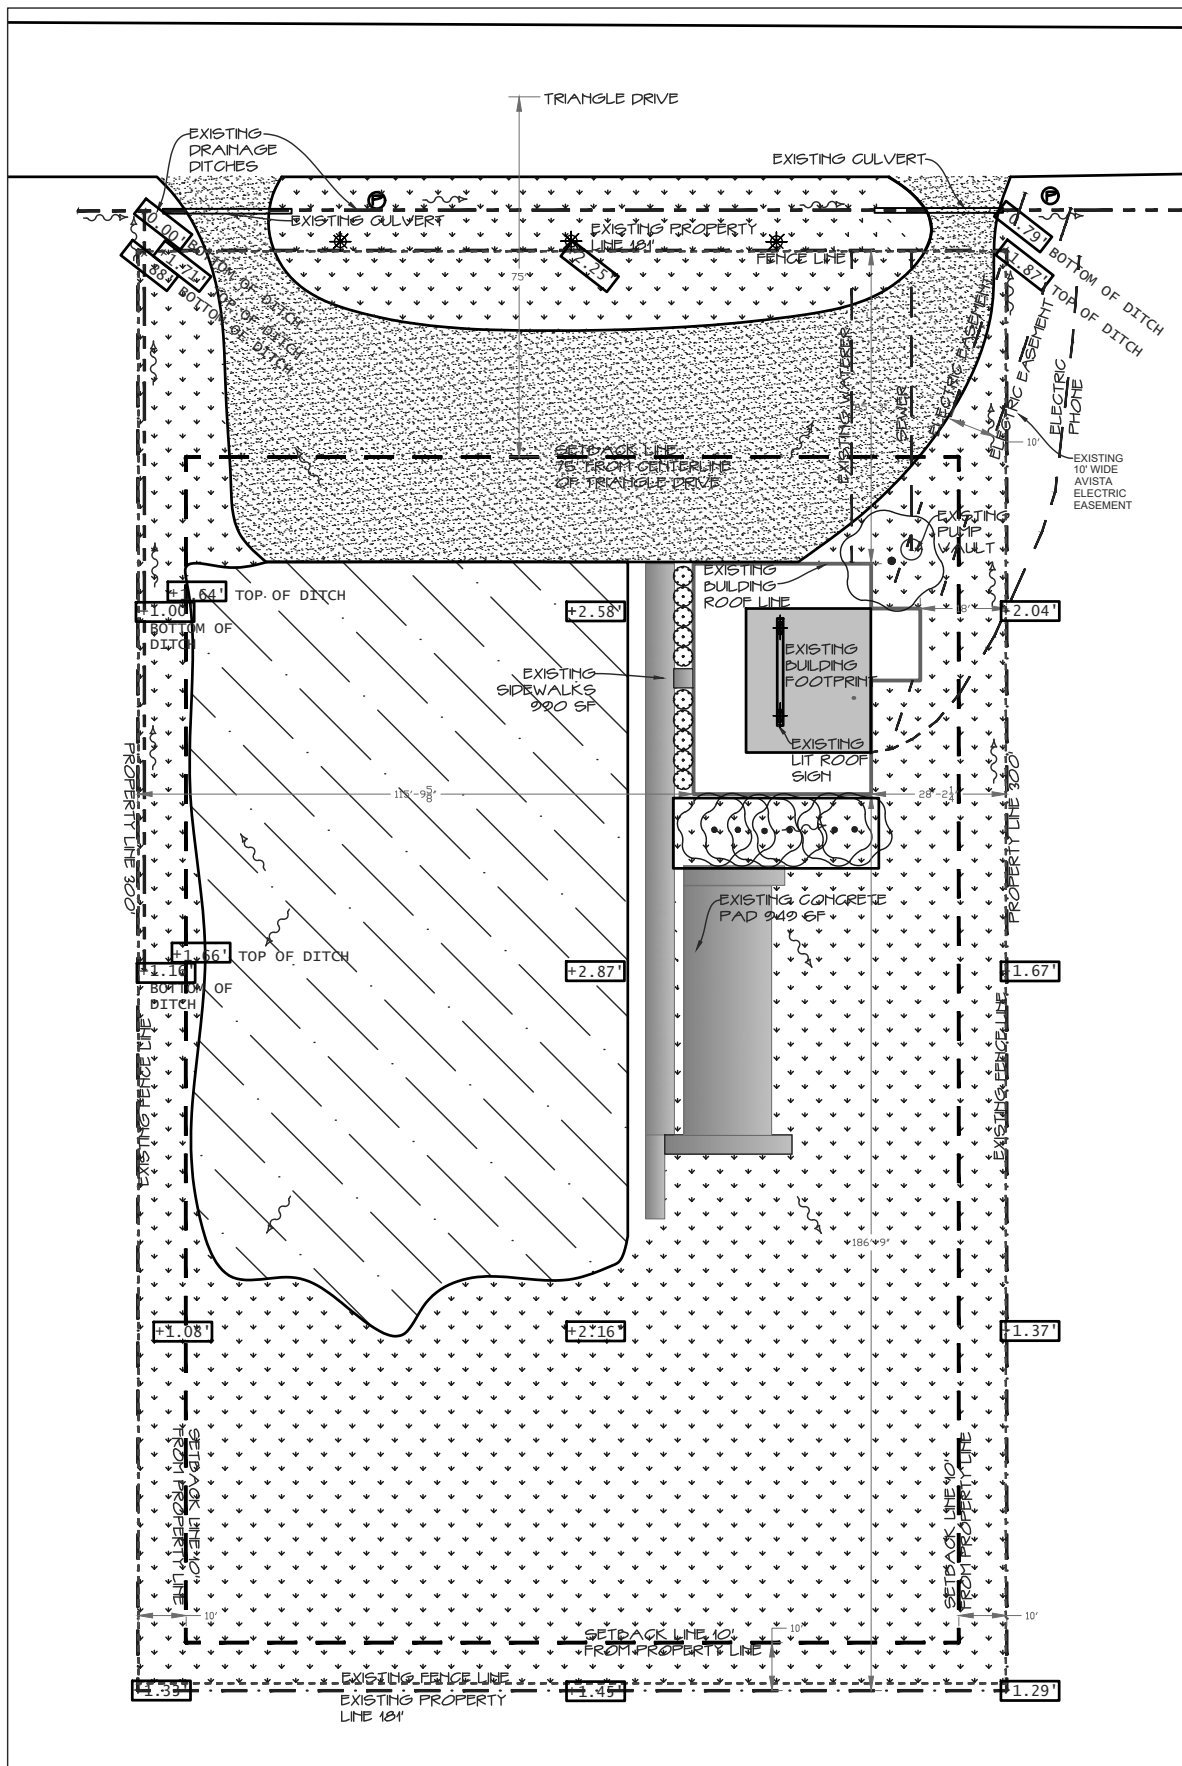 TRIANGLE DRIVE
EXISTING
DRAINAGE
DITCHES
EXISTING CULVERT
EXISTING CULVERT
EXISTING PROPERTY
LINE 181'
FENCE LINE
0.00'
BOTTOM OF DITCH
+1.71'
TOP OF DITCH
.88'
BOTTOM OF DITCH
2.25'
0.79'
BOTTOM OF DITCH
1.87'
TOP OF DITCH
75'
EXISTING WATERER
SEWER
ELECTRIC EASEMENT
ELECTRIC EASEMENT
ELECTRIC
PHONE
10'
EXISTING
10' WIDE
AVISTA
ELECTRIC
EASEMENT
SETBACK LINE
75' FROM CENTERLINE
OF TRIANGLE DRIVE
EXISTING
PUMP
VAULT
EXISTING
BUILDING
ROOF LINE
+1.64' TOP OF DITCH
+1.00'
BOTTOM OF
DITCH
+2.58'
8'
2.04'
EXISTING
BUILDING
FOOTPRINT
EXISTING
SIDEWALKS
990 SF
EXISTING
LIT ROOF
SIGN
PROPERTY LINE 300'
115'-9 5/8"
28'-2 1/4"
PROPERTY LINE 300'
EXISTING CONCRETE
PAD 949 SF
+1.66' TOP OF DITCH
+1.16'
BOTTOM OF
DITCH
+2.87'
1.67'
EXISTING FENCE LINE
EXISTING FENCE LINE
186'-9"
+1.08'
+2.16'
1.37'
SETBACK LINE 10'
FROM PROPERTY LINE
SETBACK LINE 10'
FROM PROPERTY LINE
10'
10'
10'
SETBACK LINE 10'
FROM PROPERTY LINE
EXISTING FENCE LINE
EXISTING PROPERTY
LINE 181'
1.39'
+1.45'
1.29'